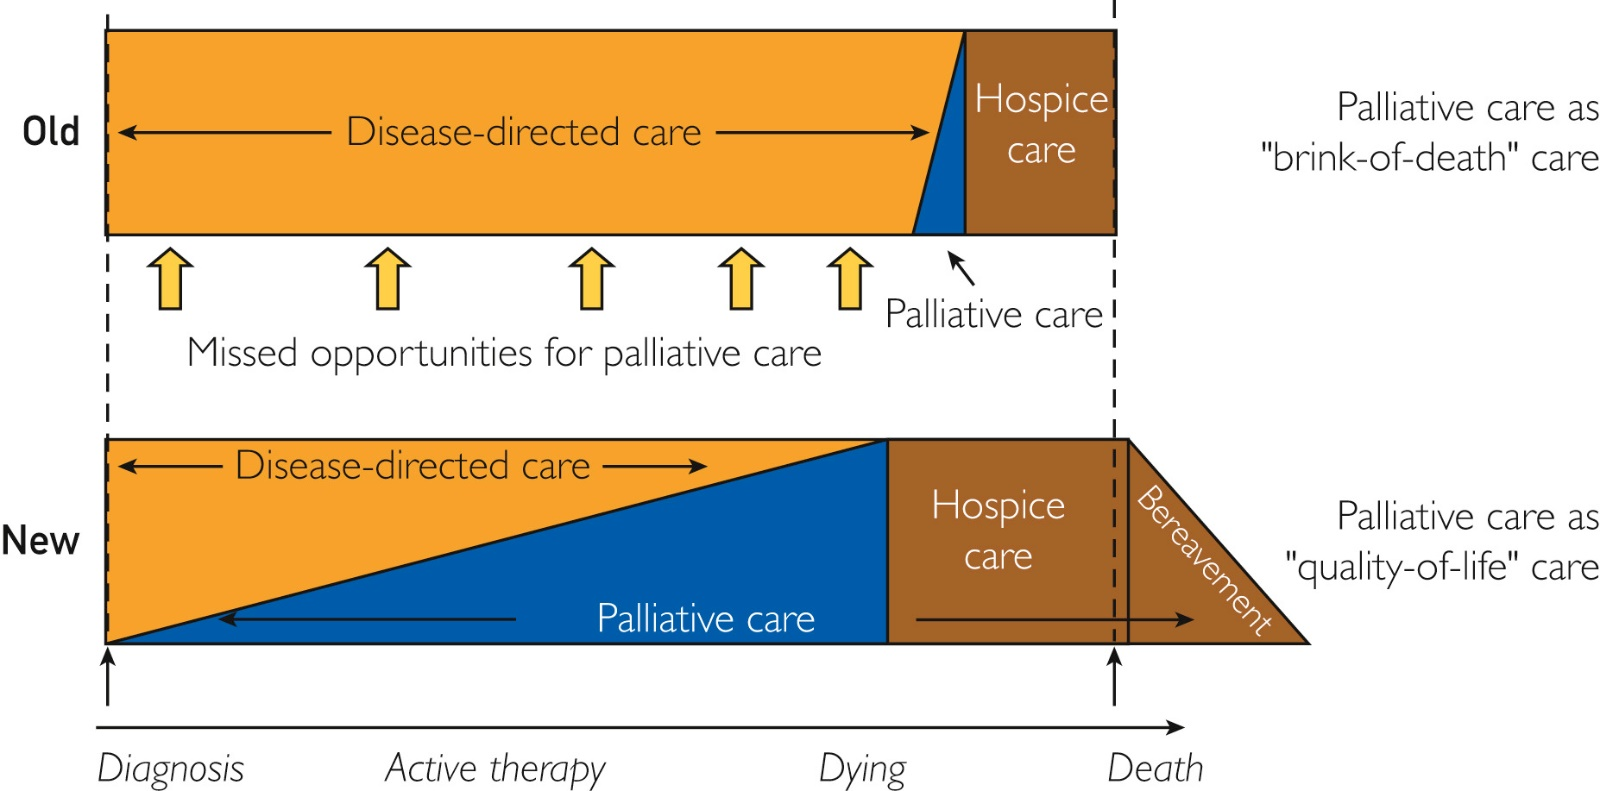 Old
Disease-directed care
Hospice
care
Palliative care as
"brink-of-death" care
Palliative care
Missed opportunities for palliative care
New
Disease-directed care
Hospice
care
Palliative care
Bereavement
Palliative care as
"quality-of-life" care
Diagnosis
Active therapy
Dying
Death